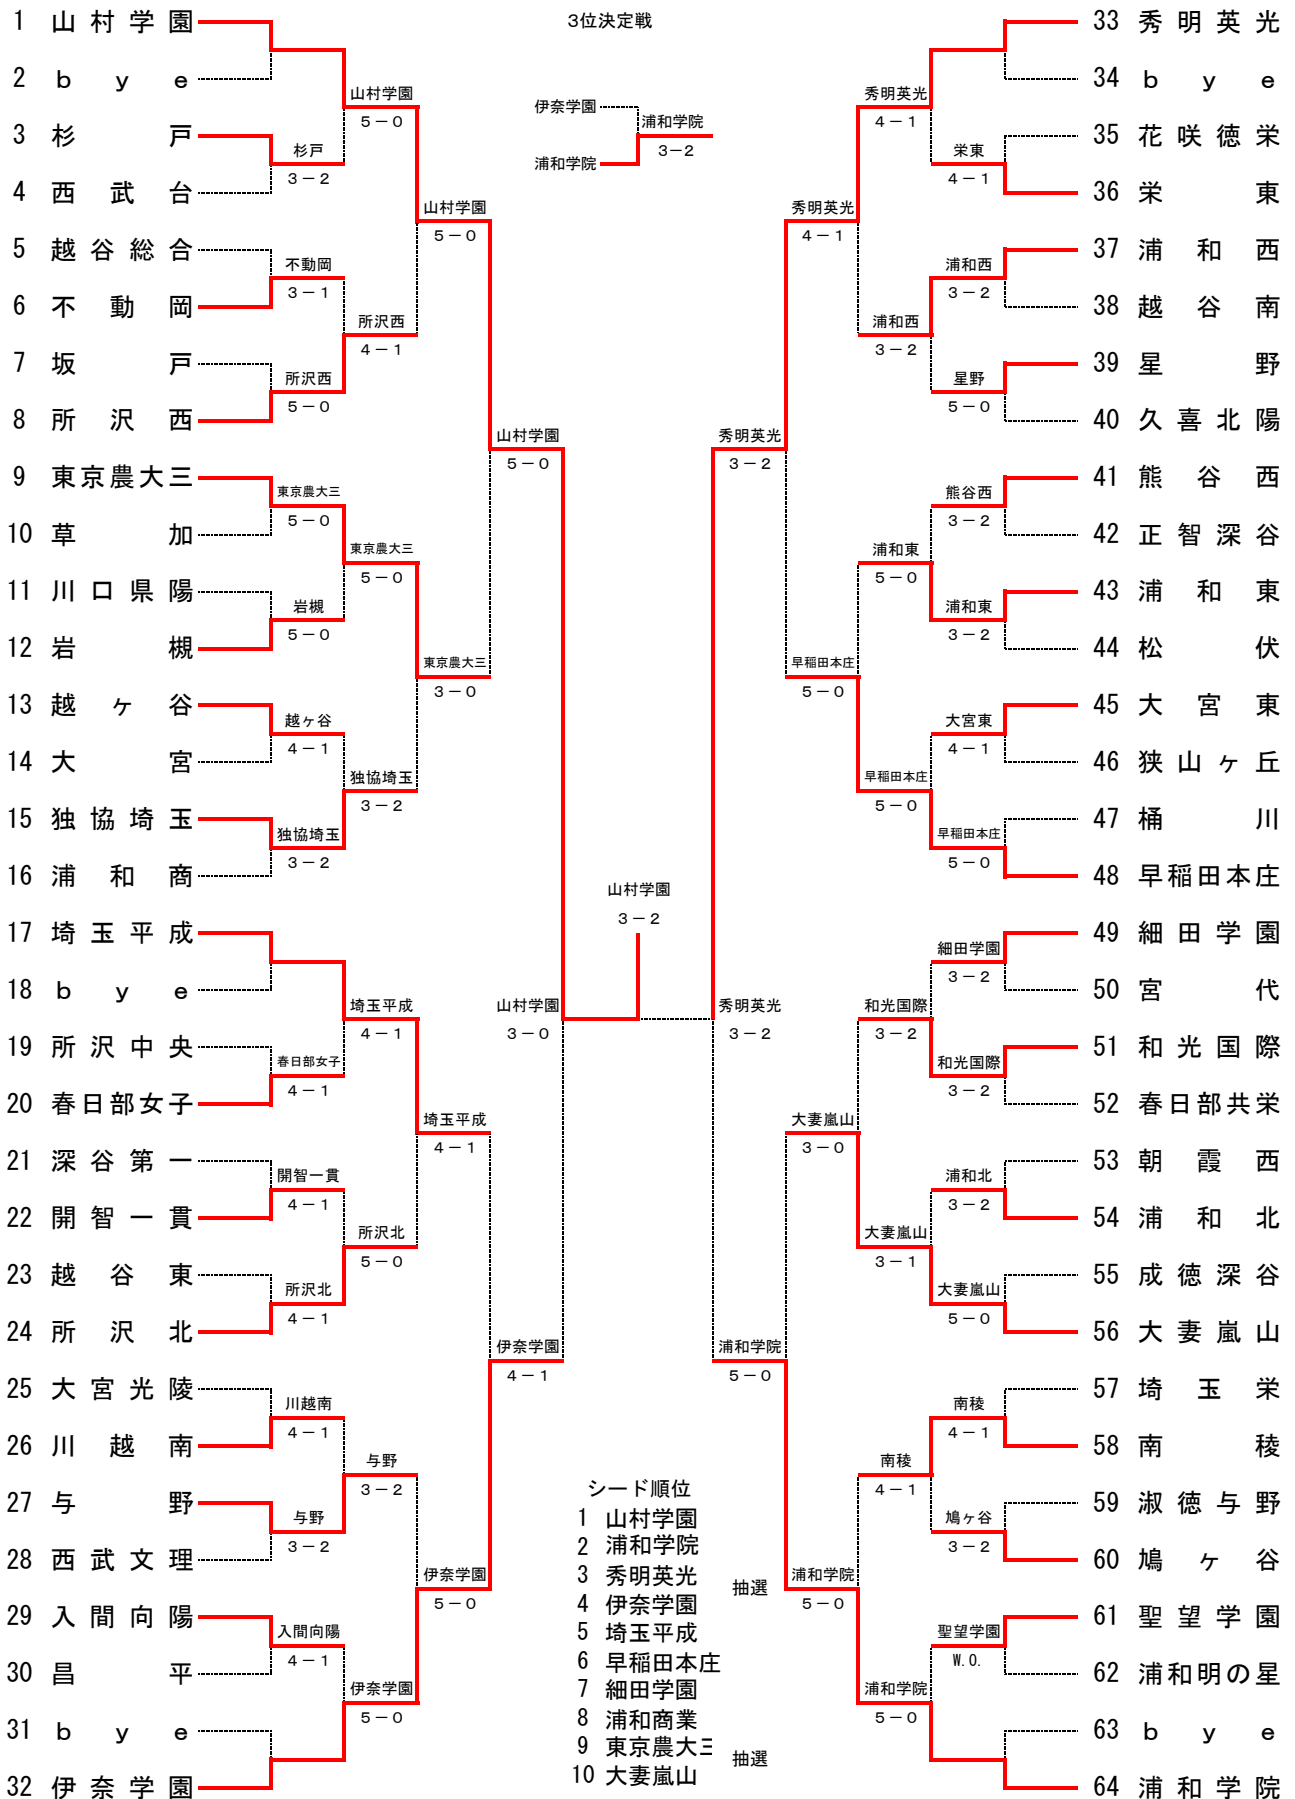 3位決定戦
伊奈学園
浦和学院
浦和学院
3－2
1 山村学園
2 bye
3 杉戸
4 西武台
5 越谷総合
6 不動岡
7 坂戸
8 所沢西
9 東京農大三
10 草加
11 川口県陽
12 岩槻
13 越ヶ谷
14 大宮
15 独協埼玉
16 浦和商
17 埼玉平成
18 bye
19 所沢中央
20 春日部女子
21 深谷第一
22 開智一貫
23 越谷東
24 所沢北
25 大宮光陵
26 川越南
27 与野
28 西武文理
29 入間向陽
30 昌平
31 bye
32 伊奈学園
杉戸
3－2
不動岡
3－1
所沢西
5－0
東京農大三
5－0
岩槻
5－0
越ヶ谷
4－1
独協埼玉
3－2
春日部女子
4－1
開智一貫
4－1
所沢北
4－1
川越南
4－1
与野
3－2
入間向陽
4－1
山村学園
5－0
所沢西
4－1
東京農大三
5－0
独協埼玉
3－2
埼玉平成
4－1
所沢北
5－0
与野
3－2
伊奈学園
5－0
山村学園
5－0
東京農大三
3－0
埼玉平成
4－1
伊奈学園
5－0
山村学園
5－0
伊奈学園
4－1
山村学園
3－0
山村学園
3－2
秀明英光
3－2
秀明英光
3－2
浦和学院
5－0
秀明英光
4－1
早稲田本庄
5－0
大妻嵐山
3－0
浦和学院
5－0
秀明英光
4－1
浦和西
3－2
浦和東
5－0
早稲田本庄
5－0
和光国際
3－2
大妻嵐山
3－1
南稜
4－1
浦和学院
5－0
栄東
4－1
浦和西
3－2
星野
5－0
熊谷西
3－2
浦和東
3－2
大宮東
4－1
早稲田本庄
5－0
細田学園
3－2
和光国際
3－2
浦和北
3－2
大妻嵐山
5－0
南稜
4－1
鳩ヶ谷
3－2
聖望学園
W.O.
33 秀明英光
34 bye
35 花咲徳栄
36 栄東
37 浦和西
38 越谷南
39 星野
40 久喜北陽
41 熊谷西
42 正智深谷
43 浦和東
44 松伏
45 大宮東
46 狭山ヶ丘
47 桶川
48 早稲田本庄
49 細田学園
50 宮代
51 和光国際
52 春日部共栄
53 朝霞西
54 浦和北
55 成徳深谷
56 大妻嵐山
57 埼玉栄
58 南稜
59 淑徳与野
60 鳩ヶ谷
61 聖望学園
62 浦和明の星
63 bye
64 浦和学院
シード順位
1 山村学園
2 浦和学院
3 秀明英光
抽選
4 伊奈学園
5 埼玉平成
6 早稲田本庄
7 細田学園
8 浦和商業
9 東京農大三
抽選
10 大妻嵐山